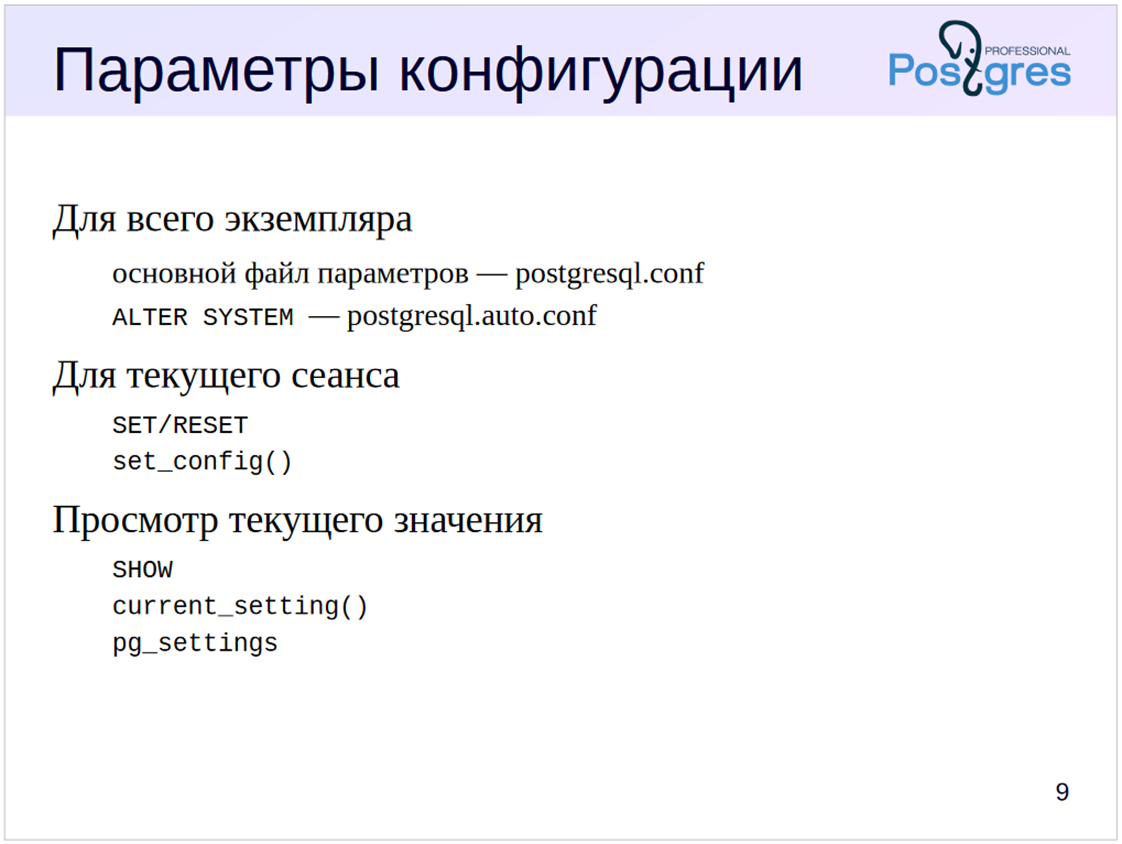 Параметры конфигурации
PROFESSIONAL
Postgres
Для всего экземпляра
основной файл параметров — postgresql.conf
ALTER SYSTEM — postgresql.auto.conf
Для текущего сеанса
SET/RESET
set_config()
Просмотр текущего значения
SHOW
current_setting()
pg_settings
9